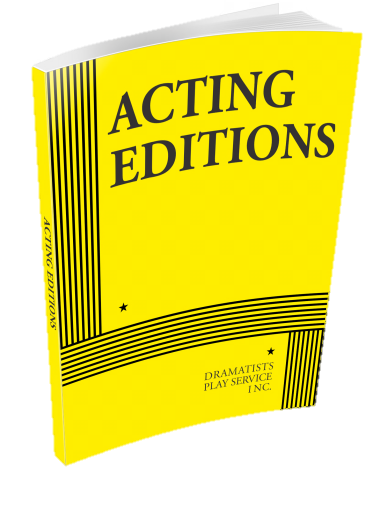 ACTING
EDITIONS
ACTING EDITIONS
DRAMATISTS
PLAY SERVICE
INC.